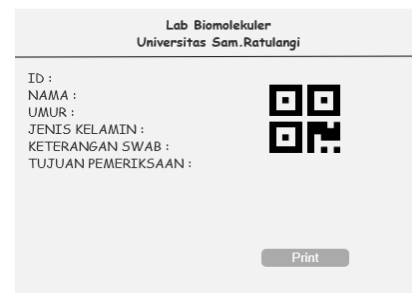 Lab Biomolekuler
Universitas Sam.Ratulangi
ID :
NAMA :
UMUR :
JENIS KELAMIN :
KETERANGAN SWAB :
TUJUAN PEMERIKSAAN :
Print